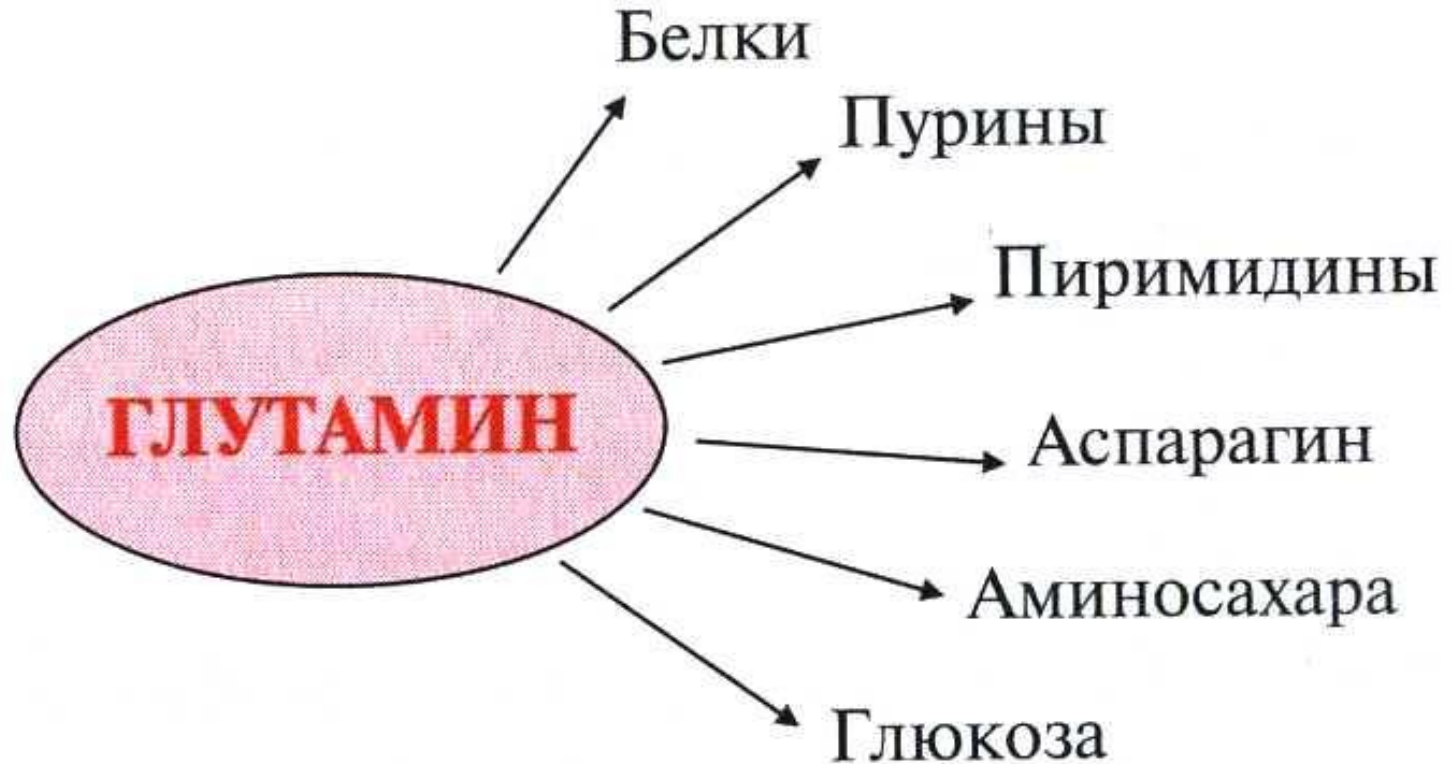 Белки
Пурины
Пиримидины
ГЛУТАМИН
Аспарагин
Аминосахара
Глюкоза